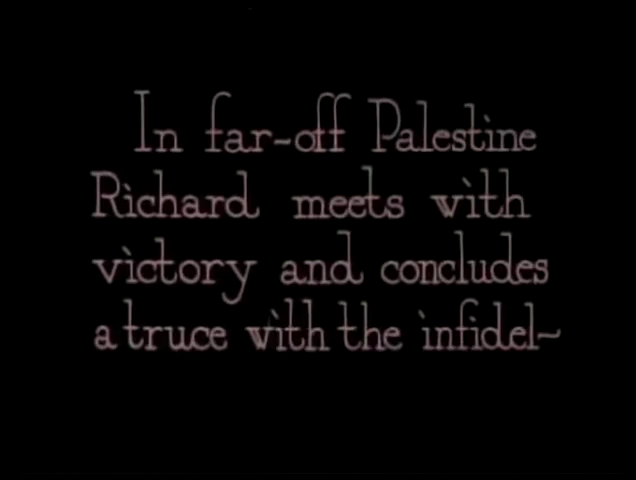 In far-off Palestine
Richard meets with
victory and concludes
a truce with the infidel~